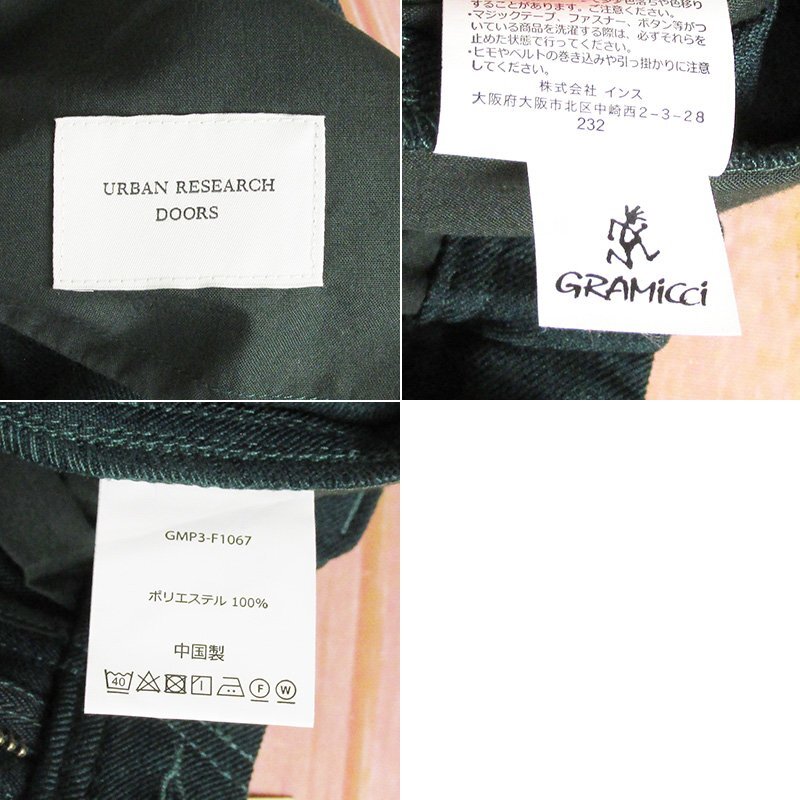 URBAN RESEARCH
DOORS
することがあります。ご注意ください。
・マジックテープ、ファスナー、ボタン等がつ
いている商品を洗濯する際は、必ずそれらを
止めた状態で行ってください。
・ヒモやベルトの巻き込みや引っ掛かりに注意
してください。
株式会社 インス
大阪府大阪市北区中崎西2-3-28
232
GRAMiCCi
GMP3-F1067
ポリエステル 100%
中国製
40
F
W